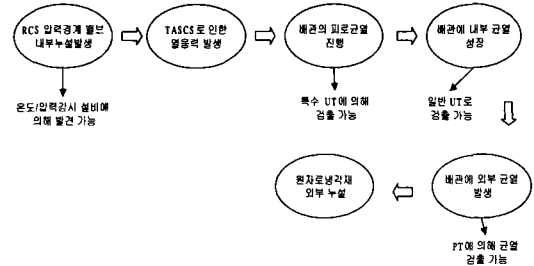 RCS 압력경계 밸브
내부누설발생
TASCS로 인한
열응력 발생
배관의 피로균열
진행
배관에 내부 균열
성장
온도/압력감시 설비에
의해 발견 가능
특수 UT에 의해
검출 가능
일반 UT로
검출 가능
원자로냉각재
외부 누설
배관에 외부 균열
발생
PT에 의해 균열
검출 가능